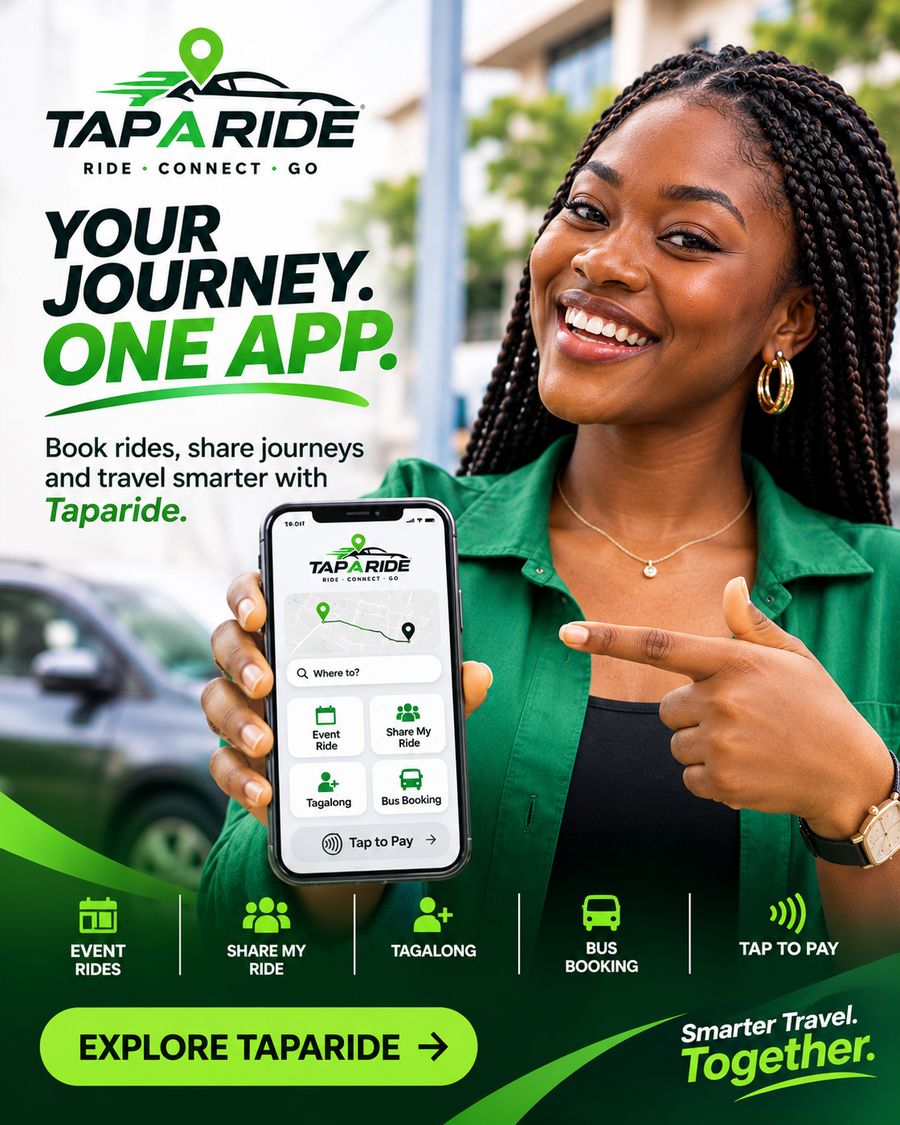 TAPARIDE®
RIDE · CONNECT · GO
YOUR
JOURNEY.
ONE APP.
Book rides, share journeys
and travel smarter with
Taparide.
TAPARIDE
RIDE · CONNECT · GO
Where to?
Event
Ride
Share My
Ride
Tagalong
Bus Booking
Tap to Pay →
EVENT
RIDES
SHARE MY
RIDE
TAGALONG
BUS
BOOKING
TAP TO PAY
EXPLORE TAPARIDE →
Smarter Travel.
Together.